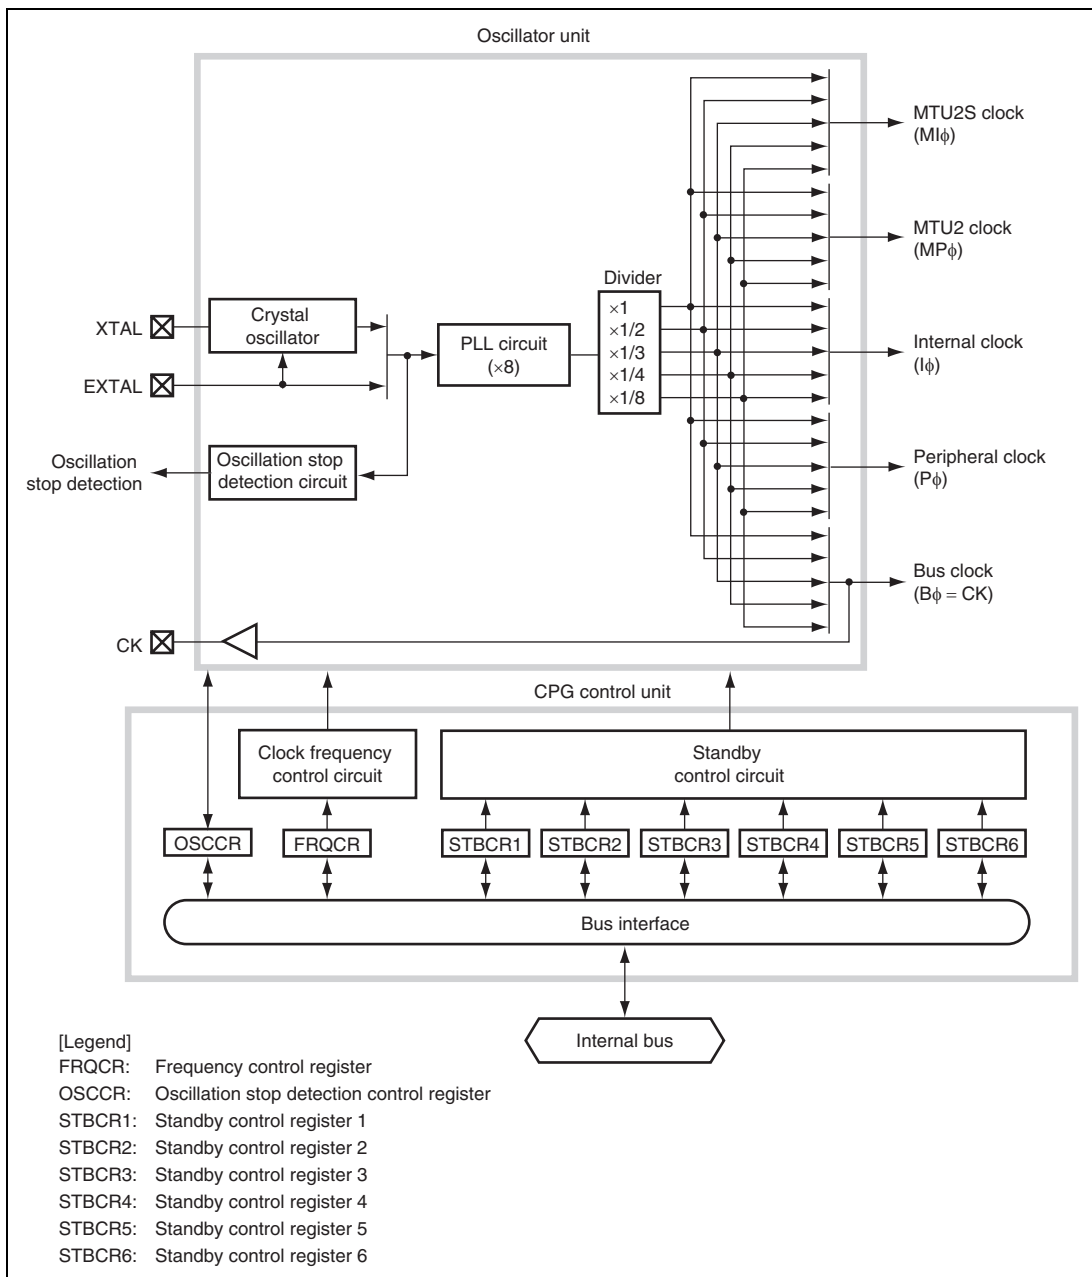 Oscillator unit
MTU2S clock
(MIϕ)
MTU2 clock
(MPϕ)
Divider
×1
×1/2
×1/3
×1/4
×1/8
XTAL
Crystal
oscillator
EXTAL
PLL circuit
(×8)
Internal clock
(Iϕ)
Oscillation
stop detection
Oscillation stop
detection circuit
Peripheral clock
(Pϕ)
Bus clock
(Bϕ = CK)
CK
CPG control unit
Clock frequency
control circuit
Standby
control circuit
OSCCR
FRQCR
STBCR1
STBCR2
STBCR3
STBCR4
STBCR5
STBCR6
Bus interface
Internal bus
[Legend]
FRQCR: Frequency control register
OSCCR: Oscillation stop detection control register
STBCR1: Standby control register 1
STBCR2: Standby control register 2
STBCR3: Standby control register 3
STBCR4: Standby control register 4
STBCR5: Standby control register 5
STBCR6: Standby control register 6